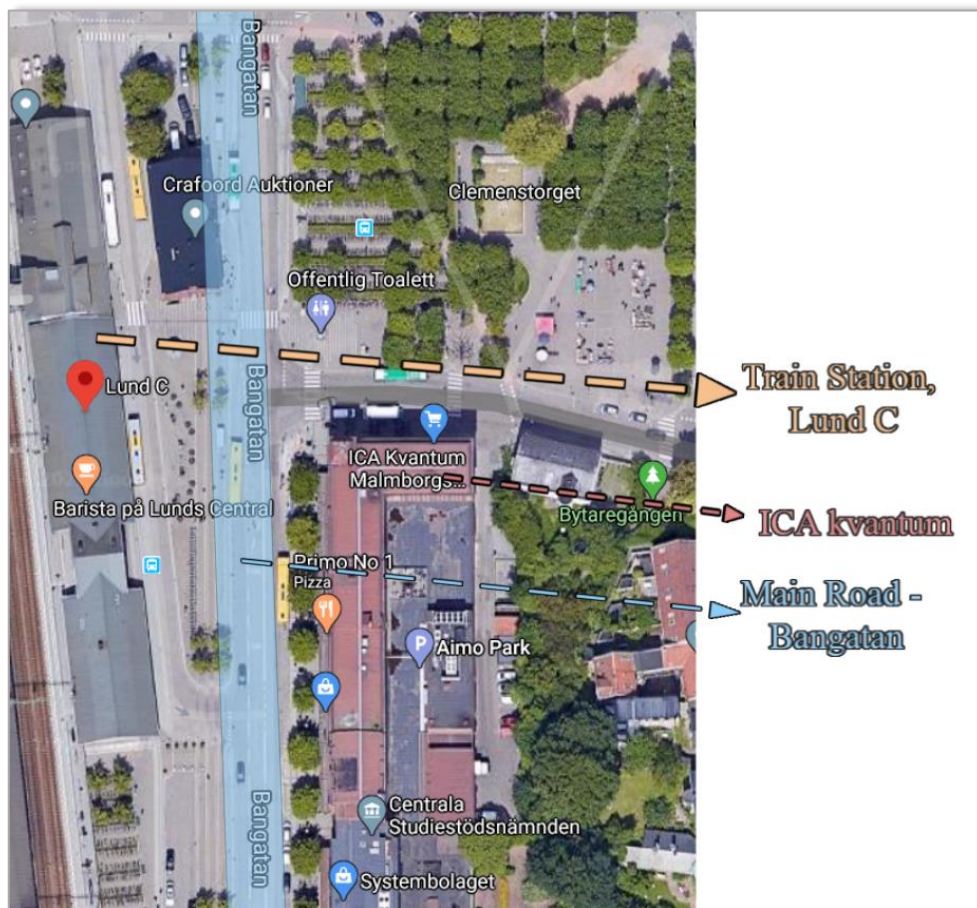 Bangatan
Crafoord Auktioner
Clemenstorget
Offentlig Toalett
Train Station,
Lund C
Lund C
Bangatan
ICA Kvantum
Malmborgs...
ICA kvantum
Barista på Lunds Central
Bytaregången
Primo No 1
Pizza
Main Road -
Bangatan
P
Aimo Park
Bangatan
Centrala
Studiestödsnämnden
Systembolaget